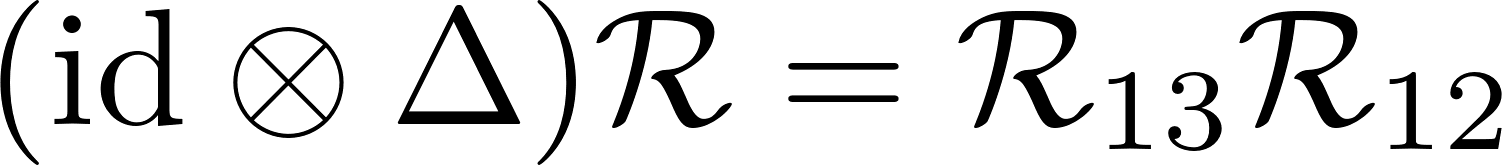 (id ⊗ Δ)ℛ = ℛ₁₃ℛ₁₂